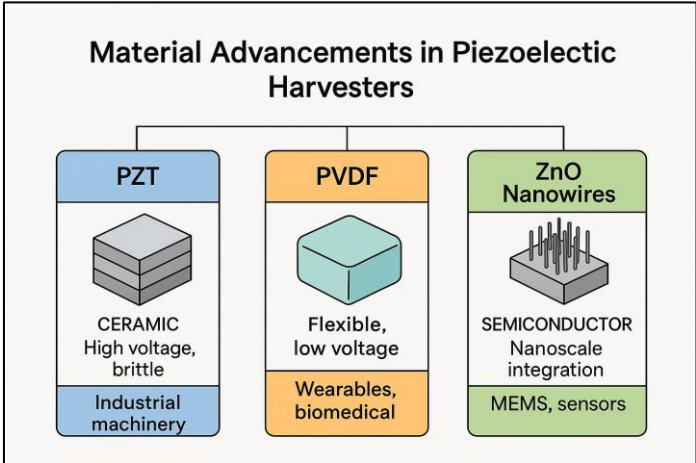 Material Advancements in Piezoelectic
Harvesters
PZT
CERAMIC
High voltage,
brittle
Industrial
machinery
PVDF
Flexible,
low voltage
Wearables,
biomedical
ZnO
Nanowires
SEMICONDUCTOR
Nanoscale
integration
MEMS, sensors